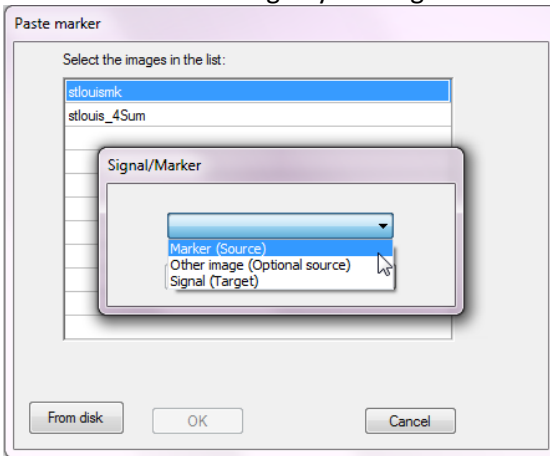 Paste marker
Select the images in the list:
stlouismk
stlouis_4Sum
Signal/Marker
Marker (Source)
Other image (Optional source)
Signal (Target)
From disk
OK
Cancel